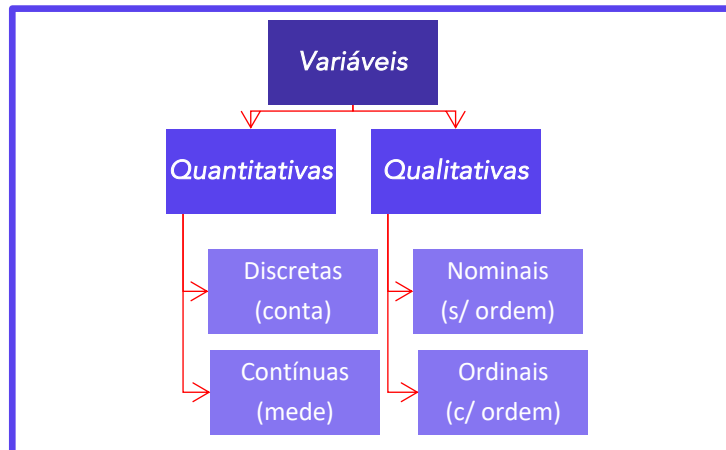 Variáveis
Quantitativas
Qualitativas
Discretas
(conta)
Nominais
(s/ ordem)
Contínuas
(mede)
Ordinais
(c/ ordem)